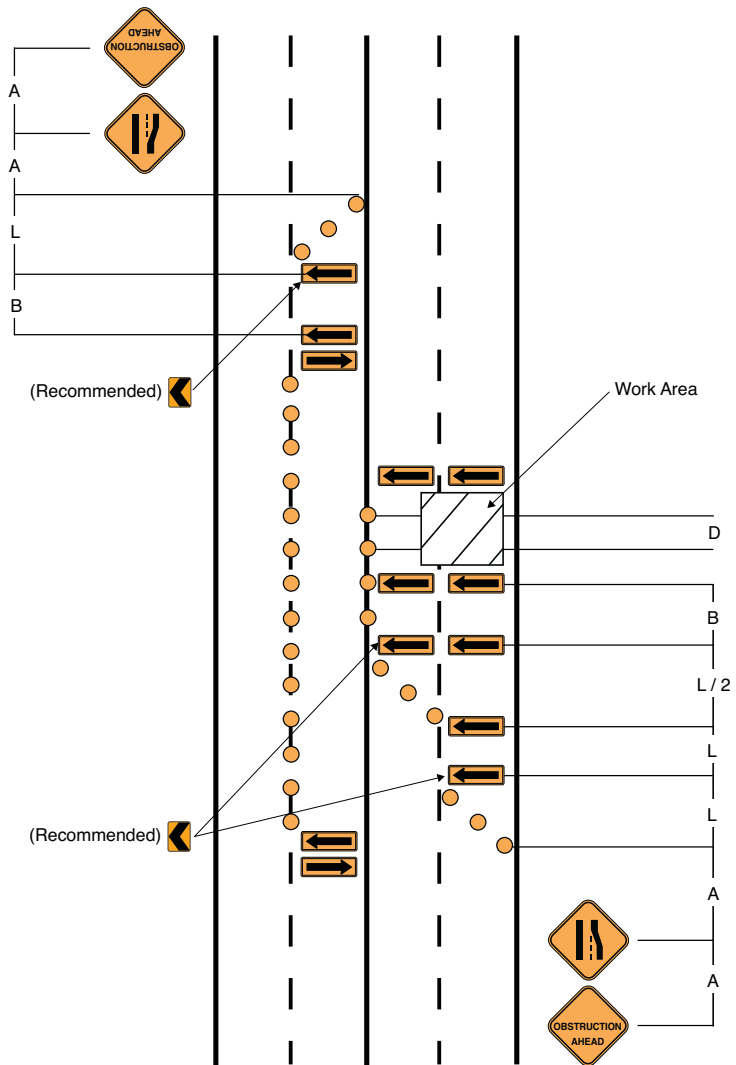 OBSTRUCTION
AHEAD
A
A
L
B
(Recommended)
Work Area
D
B
L / 2
L
L
(Recommended)
A
A
OBSTRUCTION
AHEAD